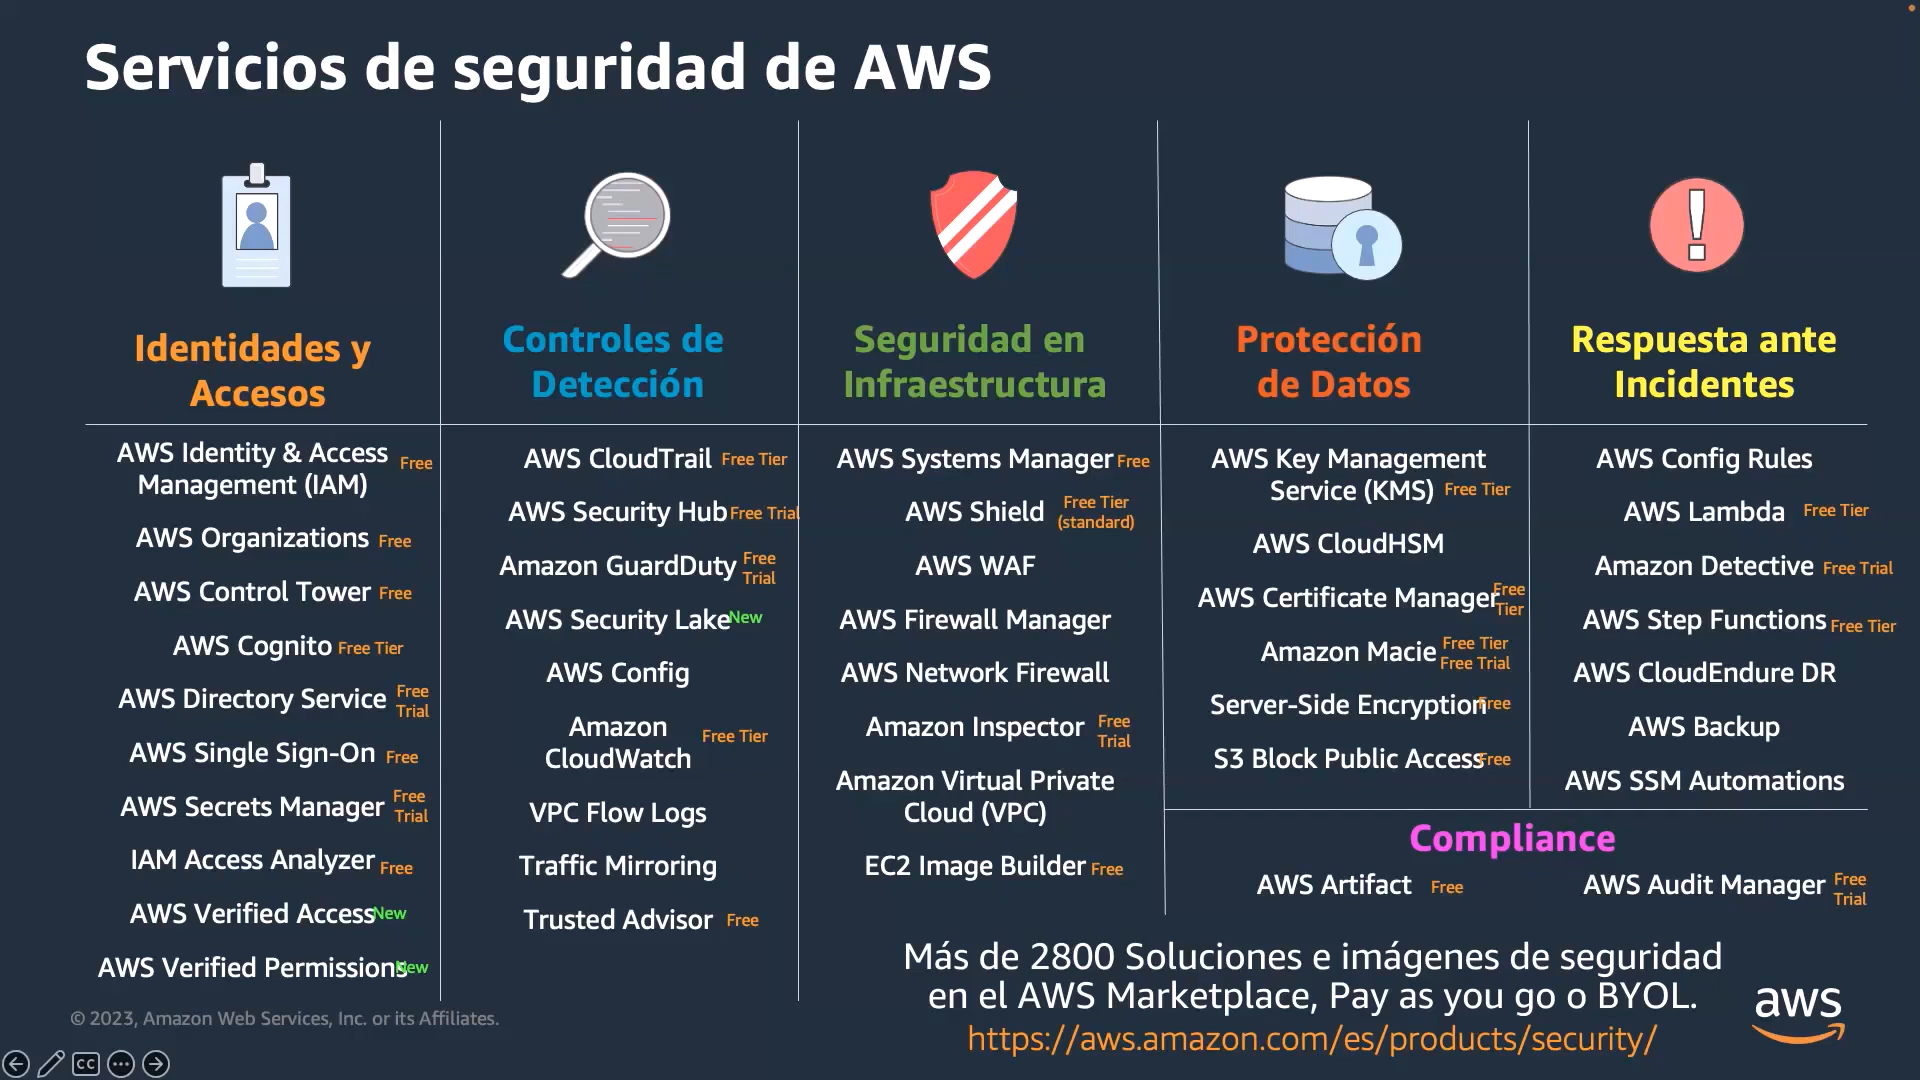 Servicios de seguridad de AWS
Identidades y
Accesos
AWS Identity & Access
Management (IAM)
Free
AWS Organizations Free
AWS Control Tower Free
AWS Cognito Free Tier
AWS Directory Service
Free
Trial
AWS Single Sign-On Free
AWS Secrets Manager
Free
Trial
IAM Access Analyzer Free
AWS Verified Access New
AWS Verified Permissions New
Controles de
Detección
AWS CloudTrail Free Tier
AWS Security Hub Free Trial
Amazon GuardDuty
Free
Trial
AWS Security Lake New
AWS Config
Amazon
CloudWatch
Free Tier
VPC Flow Logs
Traffic Mirroring
Trusted Advisor Free
Seguridad en
Infraestructura
AWS Systems Manager Free
AWS Shield
Free Tier
(standard)
AWS WAF
AWS Firewall Manager
AWS Network Firewall
Amazon Inspector
Free
Trial
Amazon Virtual Private
Cloud (VPC)
EC2 Image Builder Free
Protección
de Datos
AWS Key Management
Service (KMS) Free Tier
AWS CloudHSM
AWS Certificate Manager
Free
Tier
Amazon Macie
Free Tier
Free Trial
Server-Side Encryption Free
S3 Block Public Access Free
Respuesta ante
Incidentes
AWS Config Rules
AWS Lambda Free Tier
Amazon Detective Free Trial
AWS Step Functions Free Tier
AWS CloudEndure DR
AWS Backup
AWS SSM Automations
Compliance
AWS Artifact Free
AWS Audit Manager
Free
Trial
Más de 2800 Soluciones e imágenes de seguridad
en el AWS Marketplace, Pay as you go o BYOL.
https://aws.amazon.com/es/products/security/
aws
© 2023, Amazon Web Services, Inc. or its Affiliates.
CC